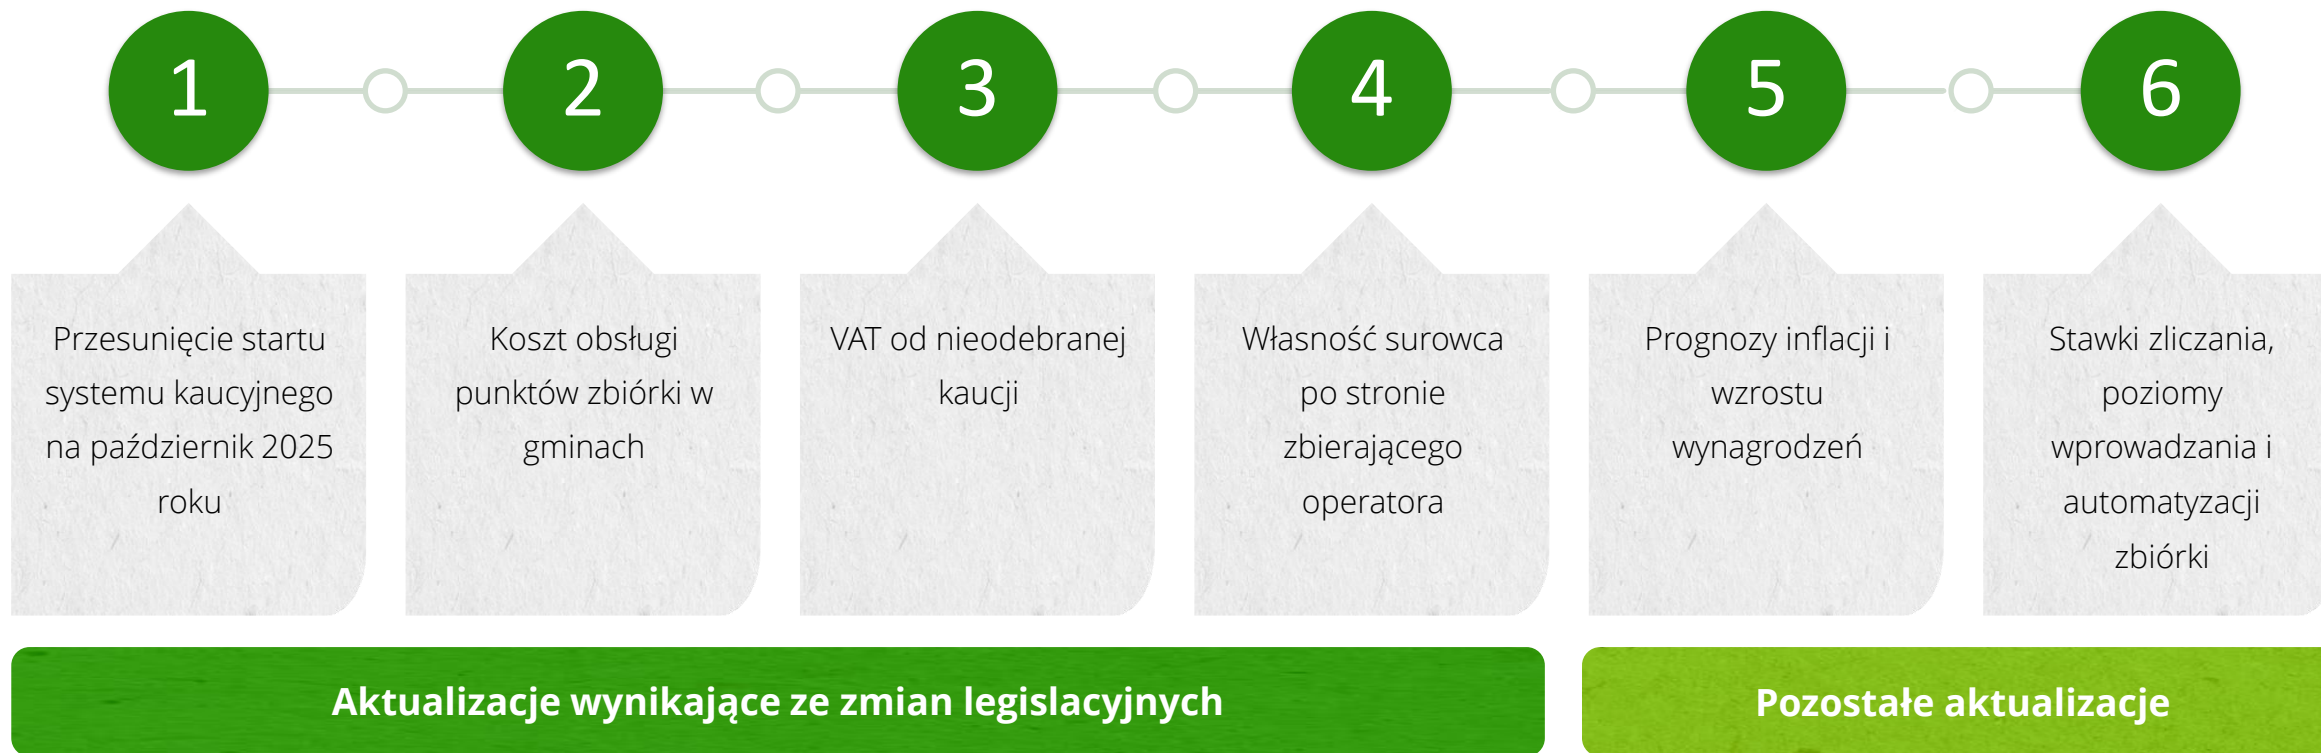 1
2
3
4
5
6
Przesunięcie startu
systemu kaucyjnego
na październik 2025
roku
Koszt obsługi
punktów zbiórki w
gminach
VAT od nieodebranej
kaucji
Własność surowca
po stronie
zbierającego
operatora
Prognozy inflacji i
wzrostu
wynagrodzeń
Stawki zliczania,
poziomy
wprowadzania i
automatyzacji
zbiórki
Aktualizacje wynikające ze zmian legislacyjnych
Pozostałe aktualizacje